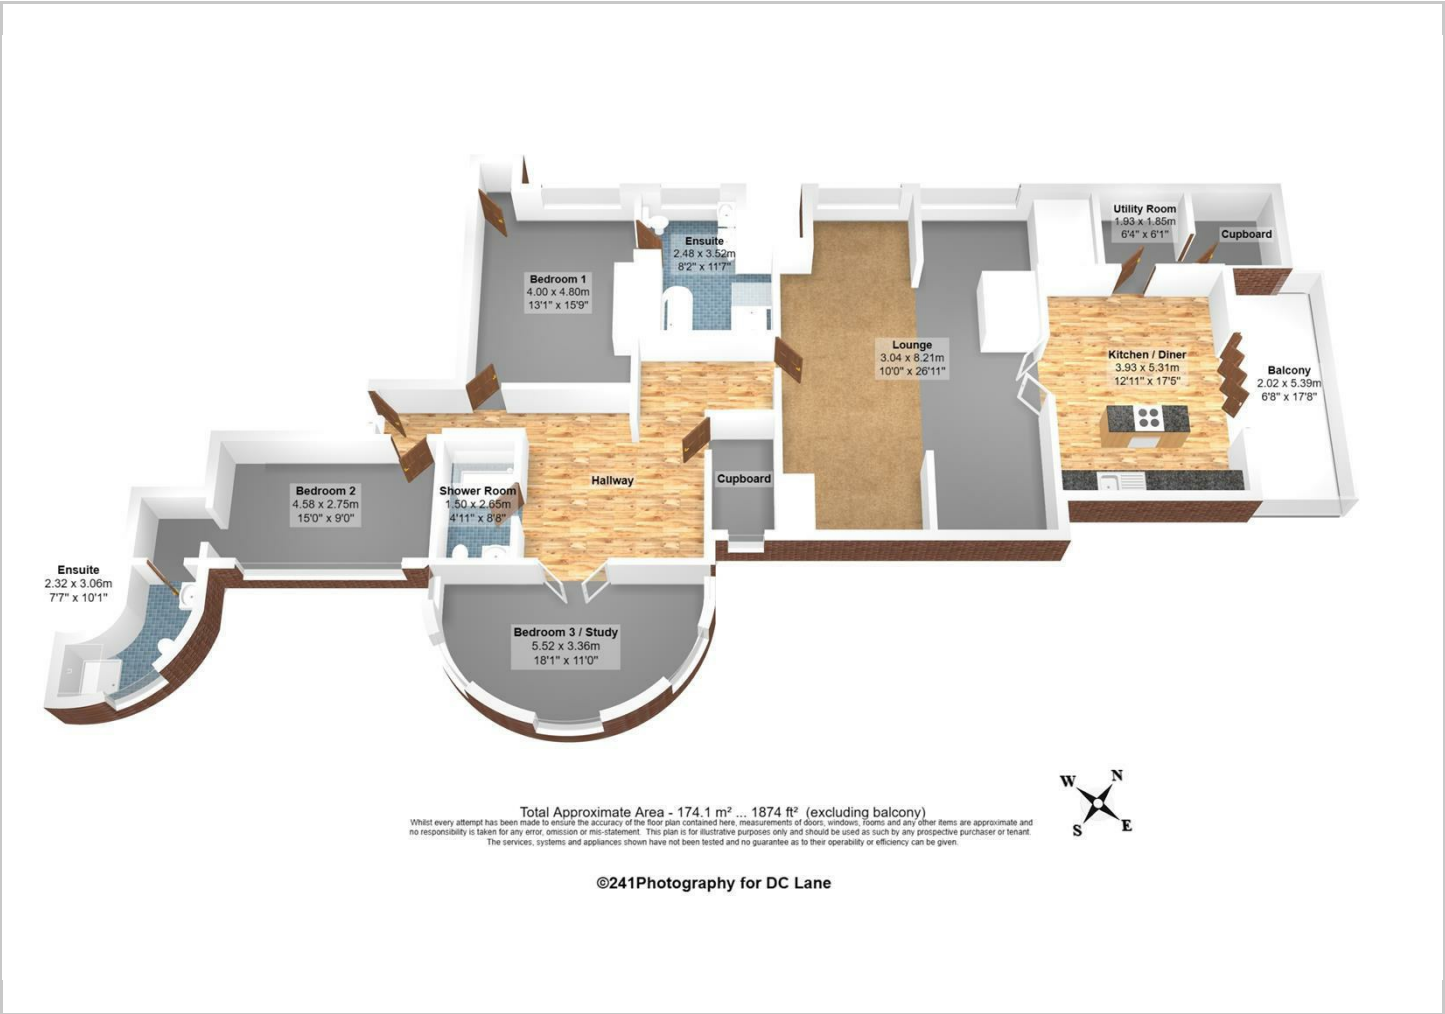 Bedroom 1
4.00 x 4.80m
13'1" x 15'9"
Ensuite
2.48 x 3.52m
8'2" x 11'7"
Utility Room
1.93 x 1.85m
6'4" x 6'1"
Cupboard
Lounge
3.04 x 8.21m
10'0" x 26'11"
Kitchen / Diner
3.93 x 5.31m
12'11" x 17'5"
Balcony
2.02 x 5.39m
6'8" x 17'8"
Bedroom 2
4.58 x 2.75m
15'0" x 9'0"
Shower Room
1.50 x 2.65m
4'11" x 8'8"
Hallway
Cupboard
Ensuite
2.32 x 3.06m
7'7" x 10'1"
Bedroom 3 / Study
5.52 x 3.36m
18'1" x 11'0"
W N
S E
Total Approximate Area - 174.1 m² ... 1874 ft² (excluding balcony)
Whilst every attempt has been made to ensure the accuracy of the floor plan contained here, measurements of doors, windows, rooms and any other items are approximate and
no responsibility is taken for any error, omission or mis-statement. This plan is for illustrative purposes only and should be used as such by any prospective purchaser or tenant.
The services, systems and appliances shown have not been tested and no guarantee as to their operability or efficiency can be given.
©241Photography for DC Lane